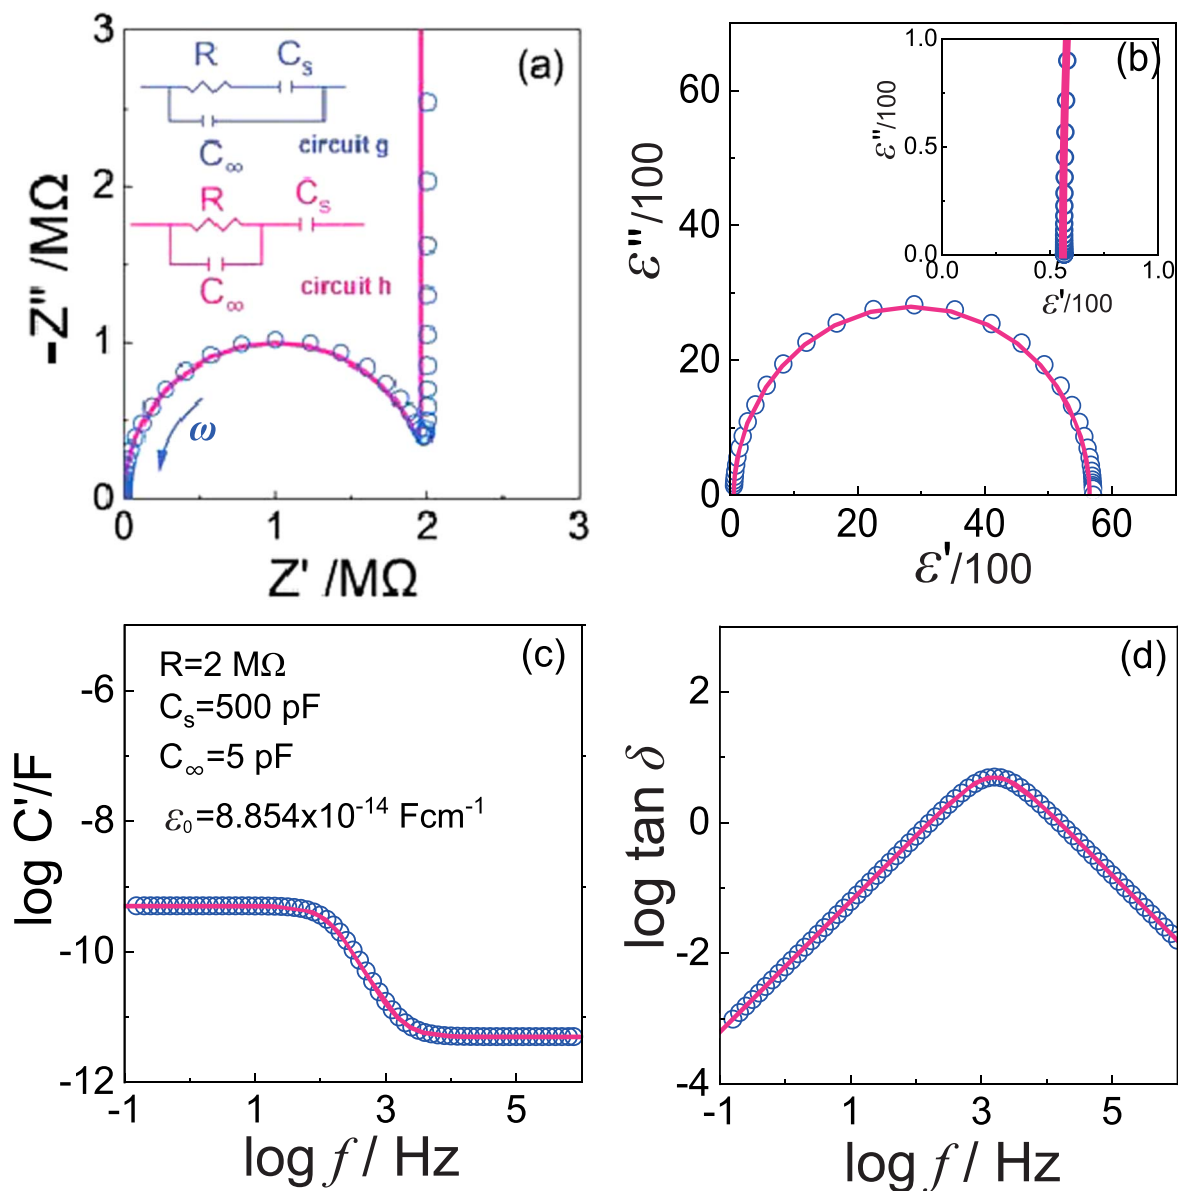 (a)
R Cₛ
C∞
circuit g
R Cₛ
C∞
circuit h
ω
3
2
1
0
0 1 2 3
-Z'' /MΩ
Z' /MΩ
(b)
60
40
20
0
0 20 40 60
ε''/100
ε'/100
1.0
0.5
0.0
0.0 0.5 1.0
ε''/100
ε'/100
(c)
R=2 MΩ
Cₛ=500 pF
C∞=5 pF
ε₀=8.854x10⁻¹⁴ Fcm⁻¹
-6
-8
-10
-12
-1 1 3 5
log C'/F
log f / Hz
(d)
2
0
-2
-4
-1 1 3 5
log tan δ
log f / Hz